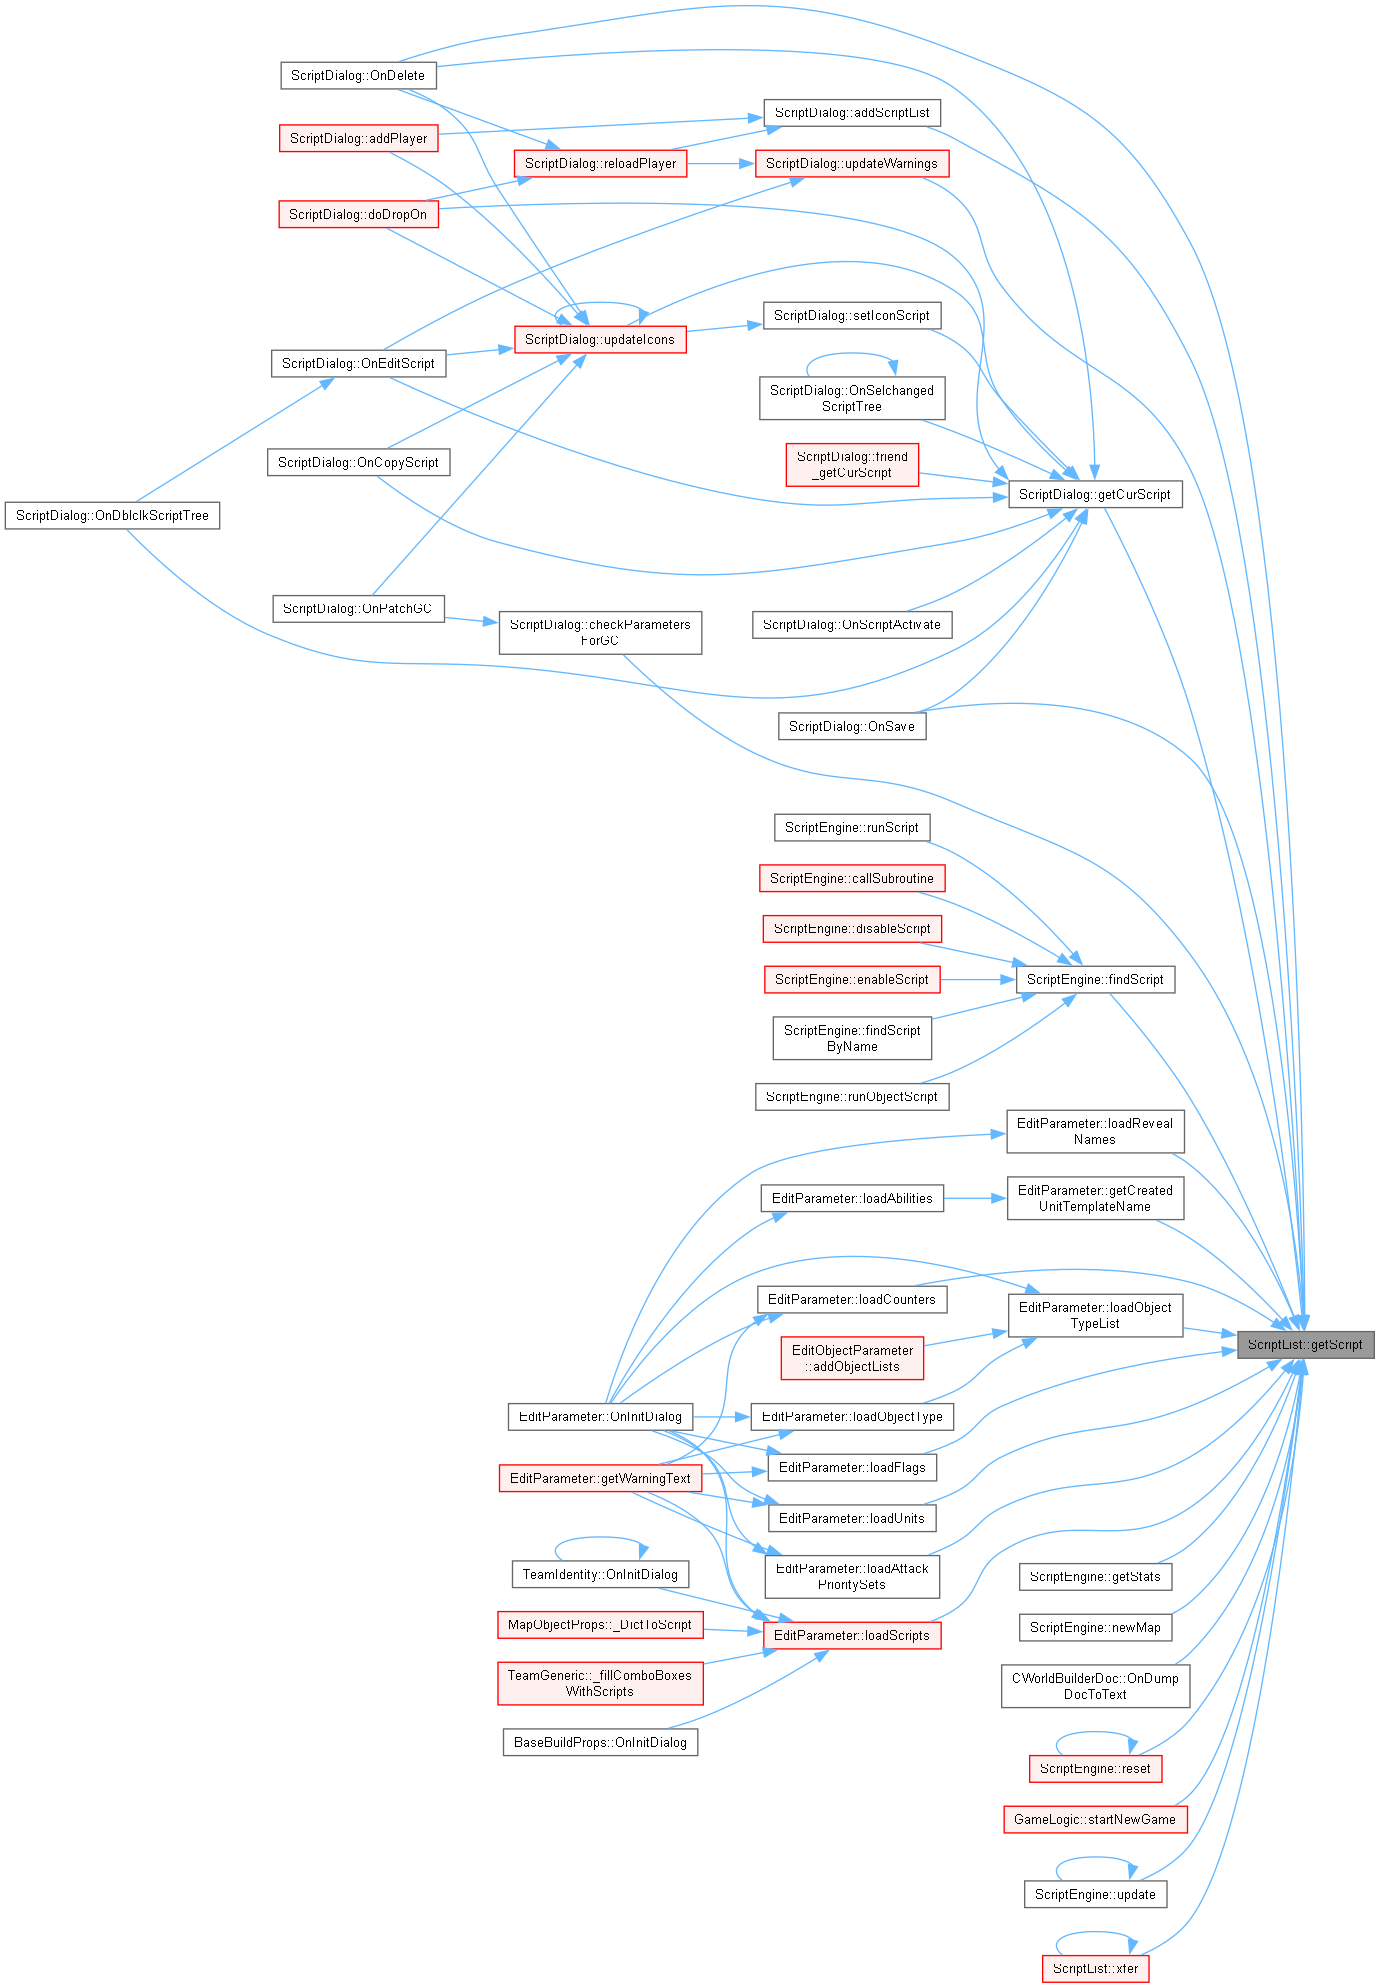 ScriptDialog::OnDelete
ScriptDialog::addScriptList
ScriptDialog::addPlayer
ScriptDialog::reloadPlayer
ScriptDialog::updateWarnings
ScriptDialog::doDropOn
ScriptDialog::setIconScript
ScriptDialog::updateIcons
ScriptDialog::OnEditScript
ScriptDialog::OnSelchanged
ScriptTree
ScriptDialog::friend
_getCurScript
ScriptDialog::OnCopyScript
ScriptDialog::getCurScript
ScriptDialog::OnDblclkScriptTree
ScriptDialog::OnPatchGC
ScriptDialog::checkParameters
ForGC
ScriptDialog::OnScriptActivate
ScriptDialog::OnSave
ScriptEngine::runScript
ScriptEngine::callSubroutine
ScriptEngine::disableScript
ScriptEngine::enableScript
ScriptEngine::findScript
ScriptEngine::findScript
ByName
ScriptEngine::runObjectScript
EditParameter::loadReveal
Names
EditParameter::loadAbilities
EditParameter::getCreated
UnitTemplateName
EditParameter::loadCounters
EditParameter::loadObject
TypeList
ScriptList::getScript
EditObjectParameter
::addObjectLists
EditParameter::OnInitDialog
EditParameter::loadObjectType
EditParameter::loadFlags
EditParameter::getWarningText
EditParameter::loadUnits
TeamIdentity::OnInitDialog
EditParameter::loadAttack
PrioritySets
ScriptEngine::getStats
MapObjectProps::_DictToScript
EditParameter::loadScripts
ScriptEngine::newMap
TeamGeneric::_fillComboBoxes
WithScripts
CWorldBuilderDoc::OnDump
DocToText
BaseBuildProps::OnInitDialog
ScriptEngine::reset
GameLogic::startNewGame
ScriptEngine::update
ScriptList::xfer